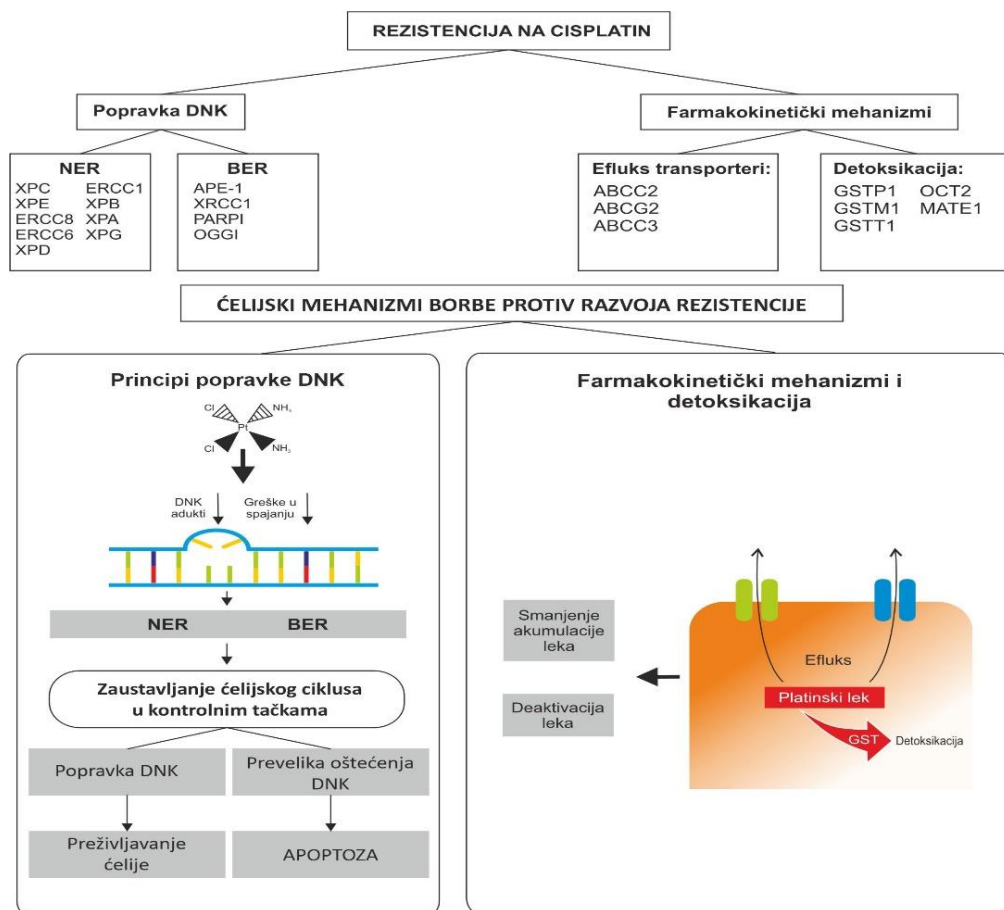 REZISTENCIJA NA CISPLATIN
Popravka DNK
Farmakokinetički mehanizmi
NER
XPC ERCC1
XPE XPB
ERCC8 XPA
ERCC6 XPG
XPD
BER
APE-1
XRCC1
PARPI
OGGI
Efluks transporteri:
ABCC2
ABCG2
ABCC3
Detoksikacija:
GSTP1 OCT2
GSTM1 MATE1
GSTT1
ĆELIJSKI MEHANIZMI BORBE PROTIV RAZVOJA REZISTENCIJE
Principi popravke DNK
Cl NH₃
Pt
Cl NH₃
DNK
adukti
Greške u
spajanju
NER BER
Zaustavljanje ćelijskog ciklusa
u kontrolnim tačkama
Popravka DNK
Prevelika oštećenja
DNK
Preživljavanje
ćelije
APOPTOZA
Farmakokinetički mehanizmi i
detoksikacija
Smanjenje
akumulacije
leka
Deaktivacija
leka
Efluks
Platinski lek
GST
Detoksikacija